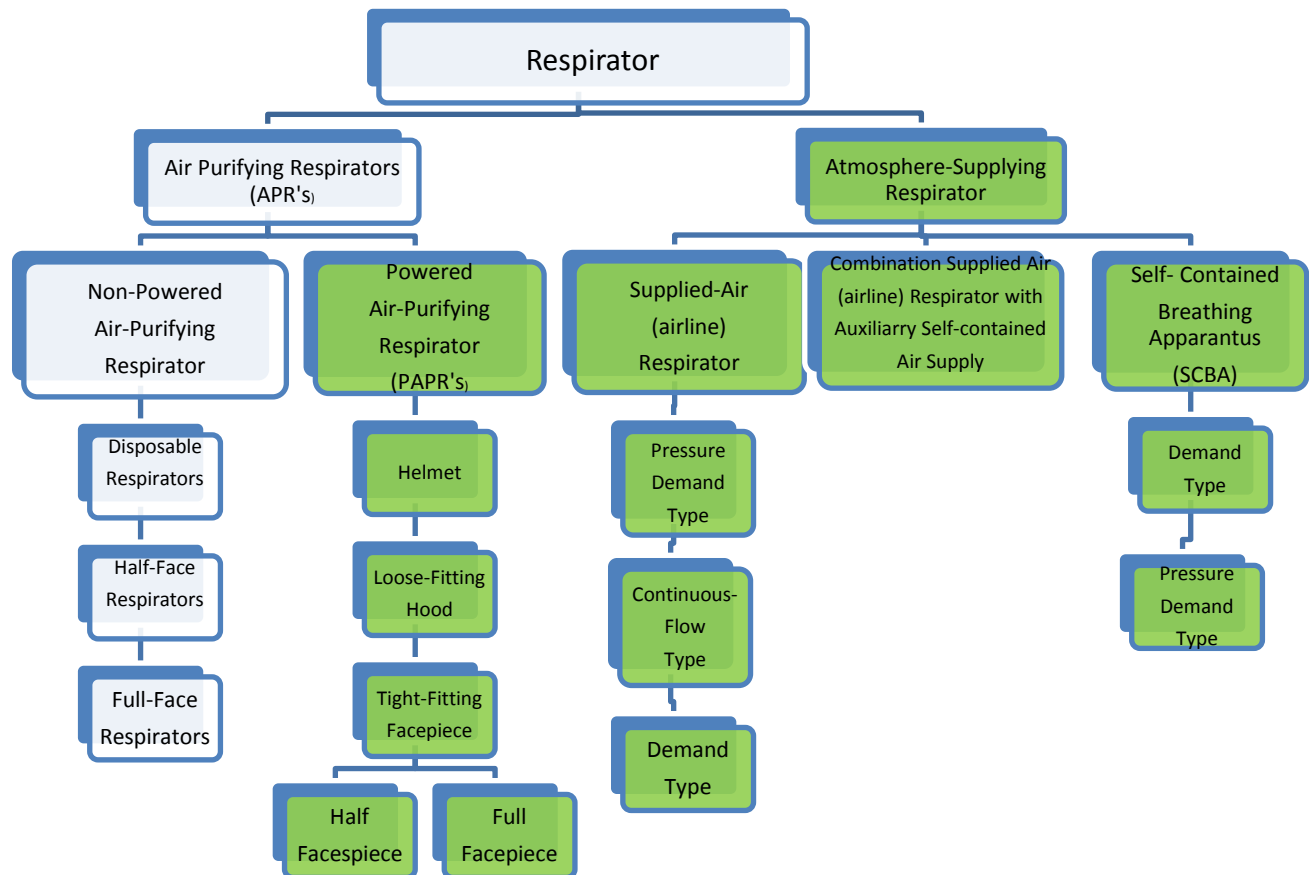 Respirator
Air Purifying Respirators
(APR's)
Atmosphere-Supplying
Respirator
Non-Powered
Air-Purifying
Respirator
Powered
Air-Purifying
Respirator
(PAPR's)
Supplied-Air
(airline)
Respirator
Combination Supplied Air
(airline) Respirator with
Auxiliarry Self-contained
Air Supply
Self- Contained
Breathing
Apparantus
(SCBA)
Disposable
Respirators
Half-Face
Respirators
Full-Face
Respirators
Helmet
Loose-Fitting
Hood
Tight-Fitting
Facepiece
Half
Facespiece
Full
Facepiece
Pressure
Demand
Type
Continuous-
Flow
Type
Demand
Type
Demand
Type
Pressure
Demand
Type